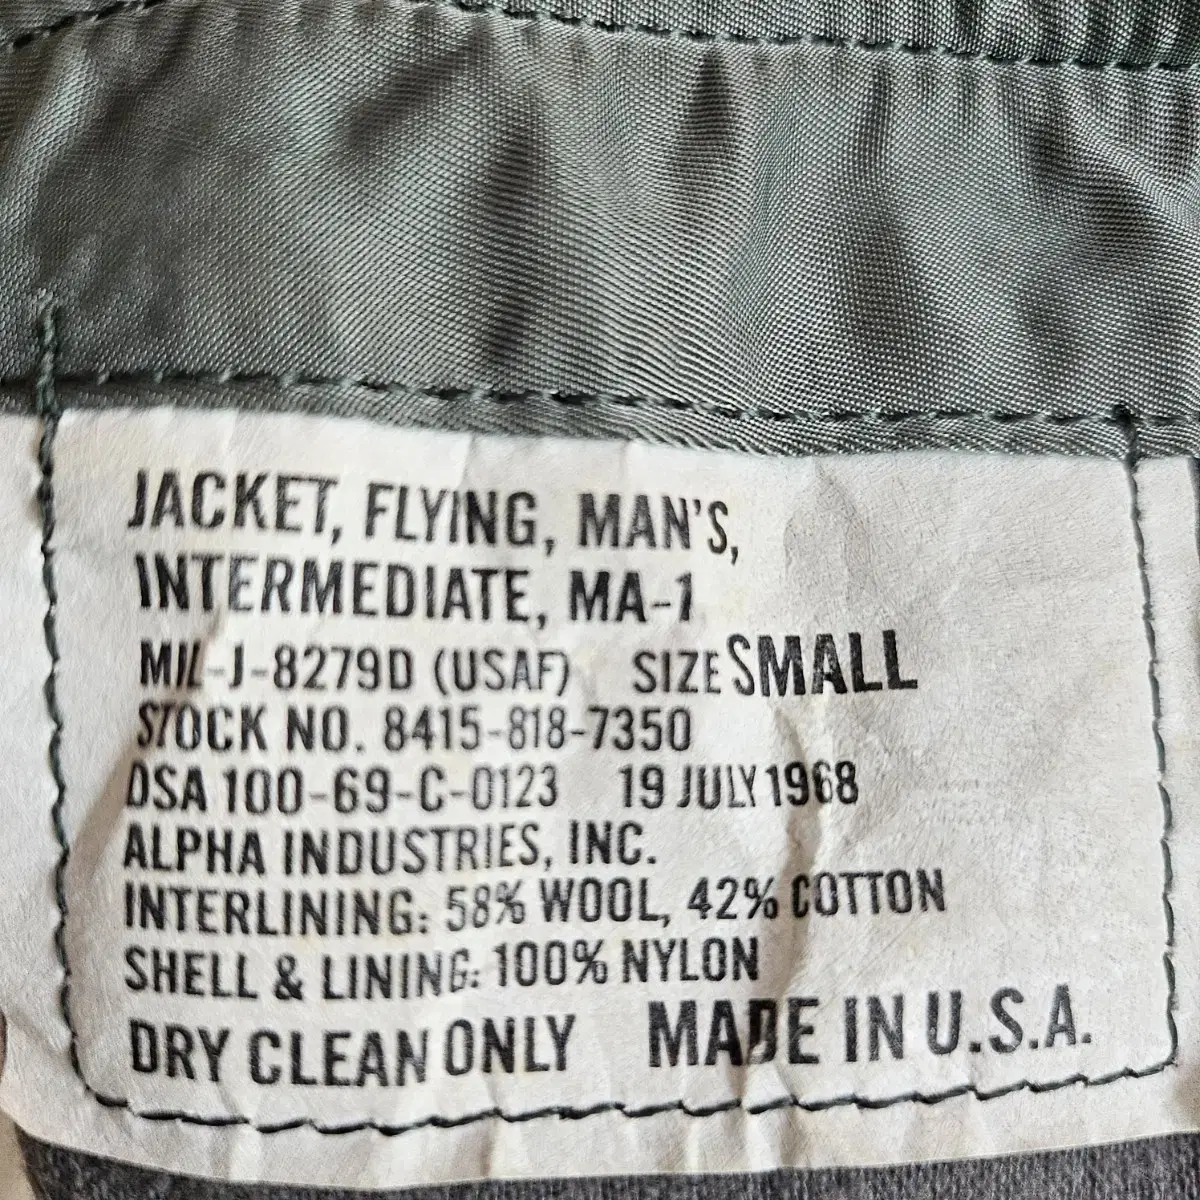 JACKET, FLYING, MAN'S,
INTERMEDIATE, MA-1
MIL-J-8279D (USAF) SIZE SMALL
STOCK NO. 8415-818-7350
DSA 100-69-C-0123 19 JULY 1968
ALPHA INDUSTRIES, INC.
INTERLINING: 58% WOOL, 42% COTTON
SHELL & LINING: 100% NYLON
DRY CLEAN ONLY MADE IN U.S.A.